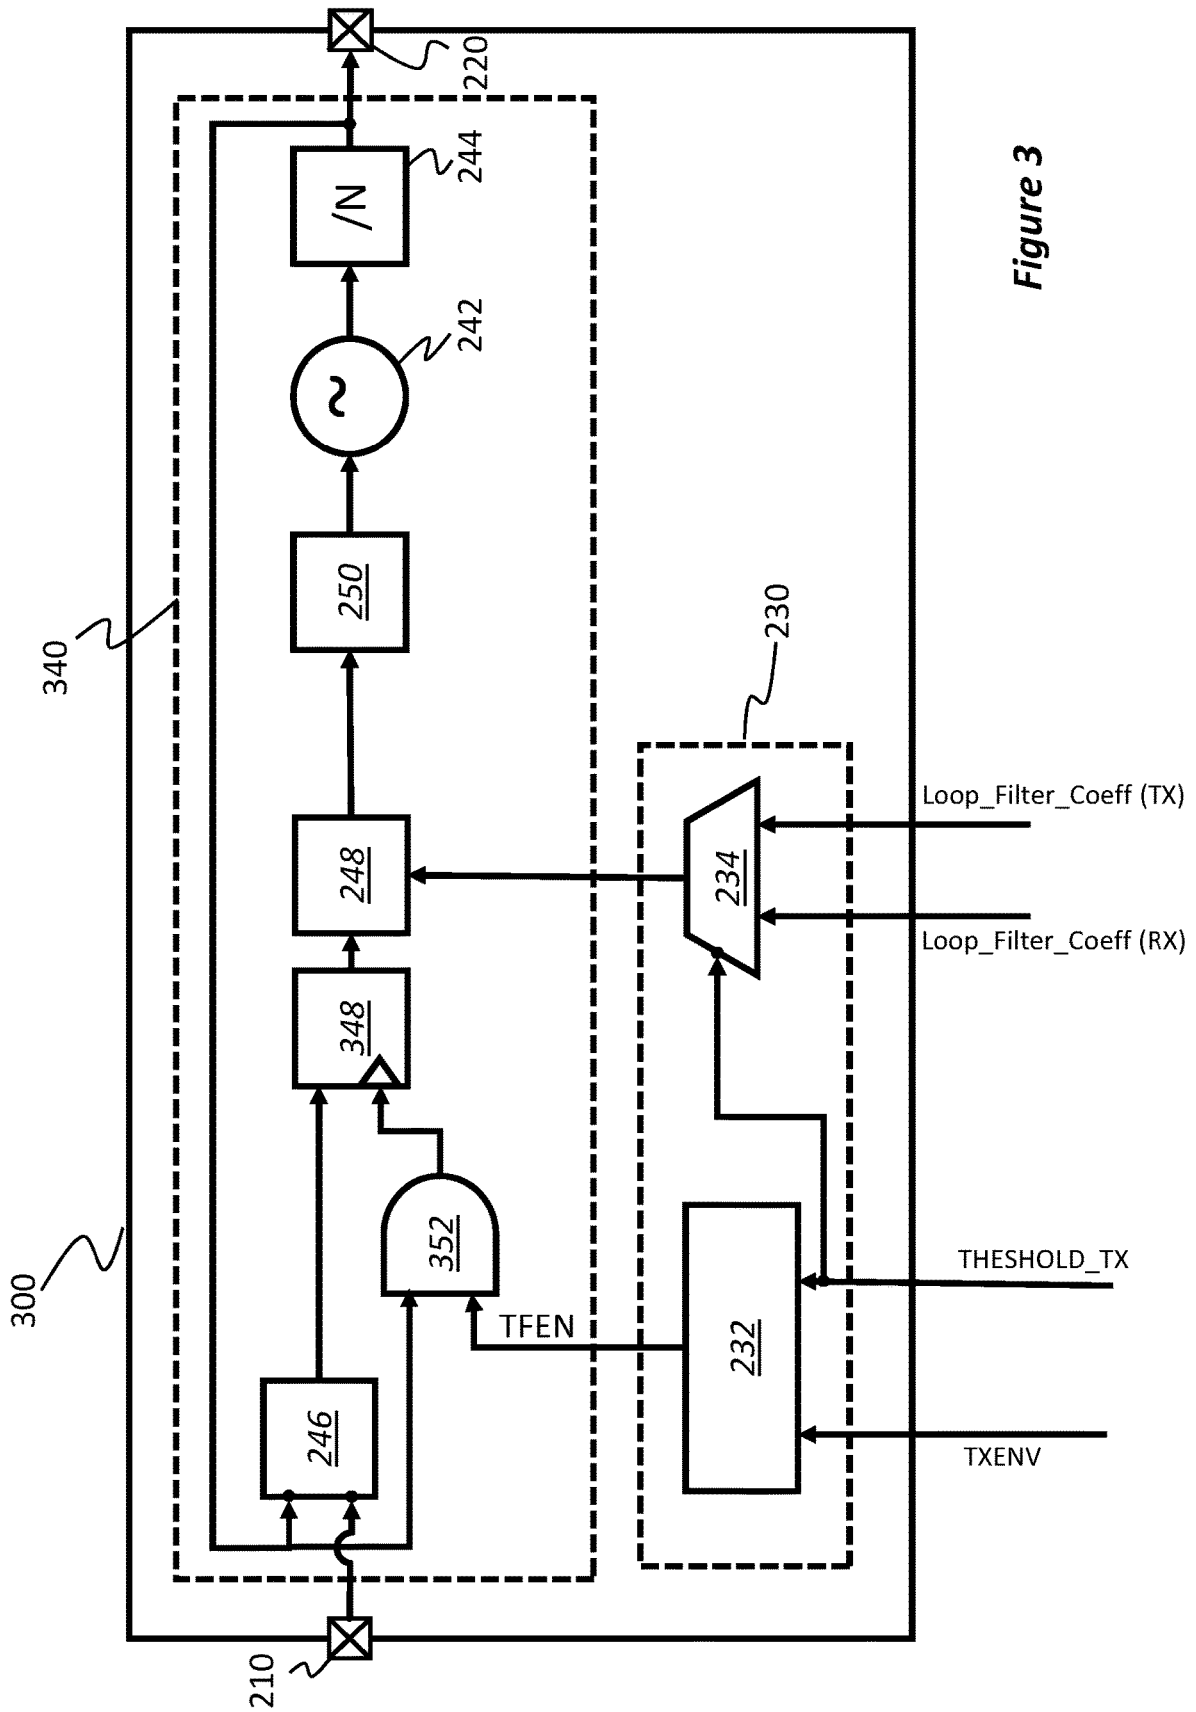 300
340
210
220
246
352
TFEN
348
248
250
242
/N
244
230
232
234
TXENV
THESHOLD_TX
Loop_Filter_Coeff (RX)
Loop_Filter_Coeff (TX)
Figure 3